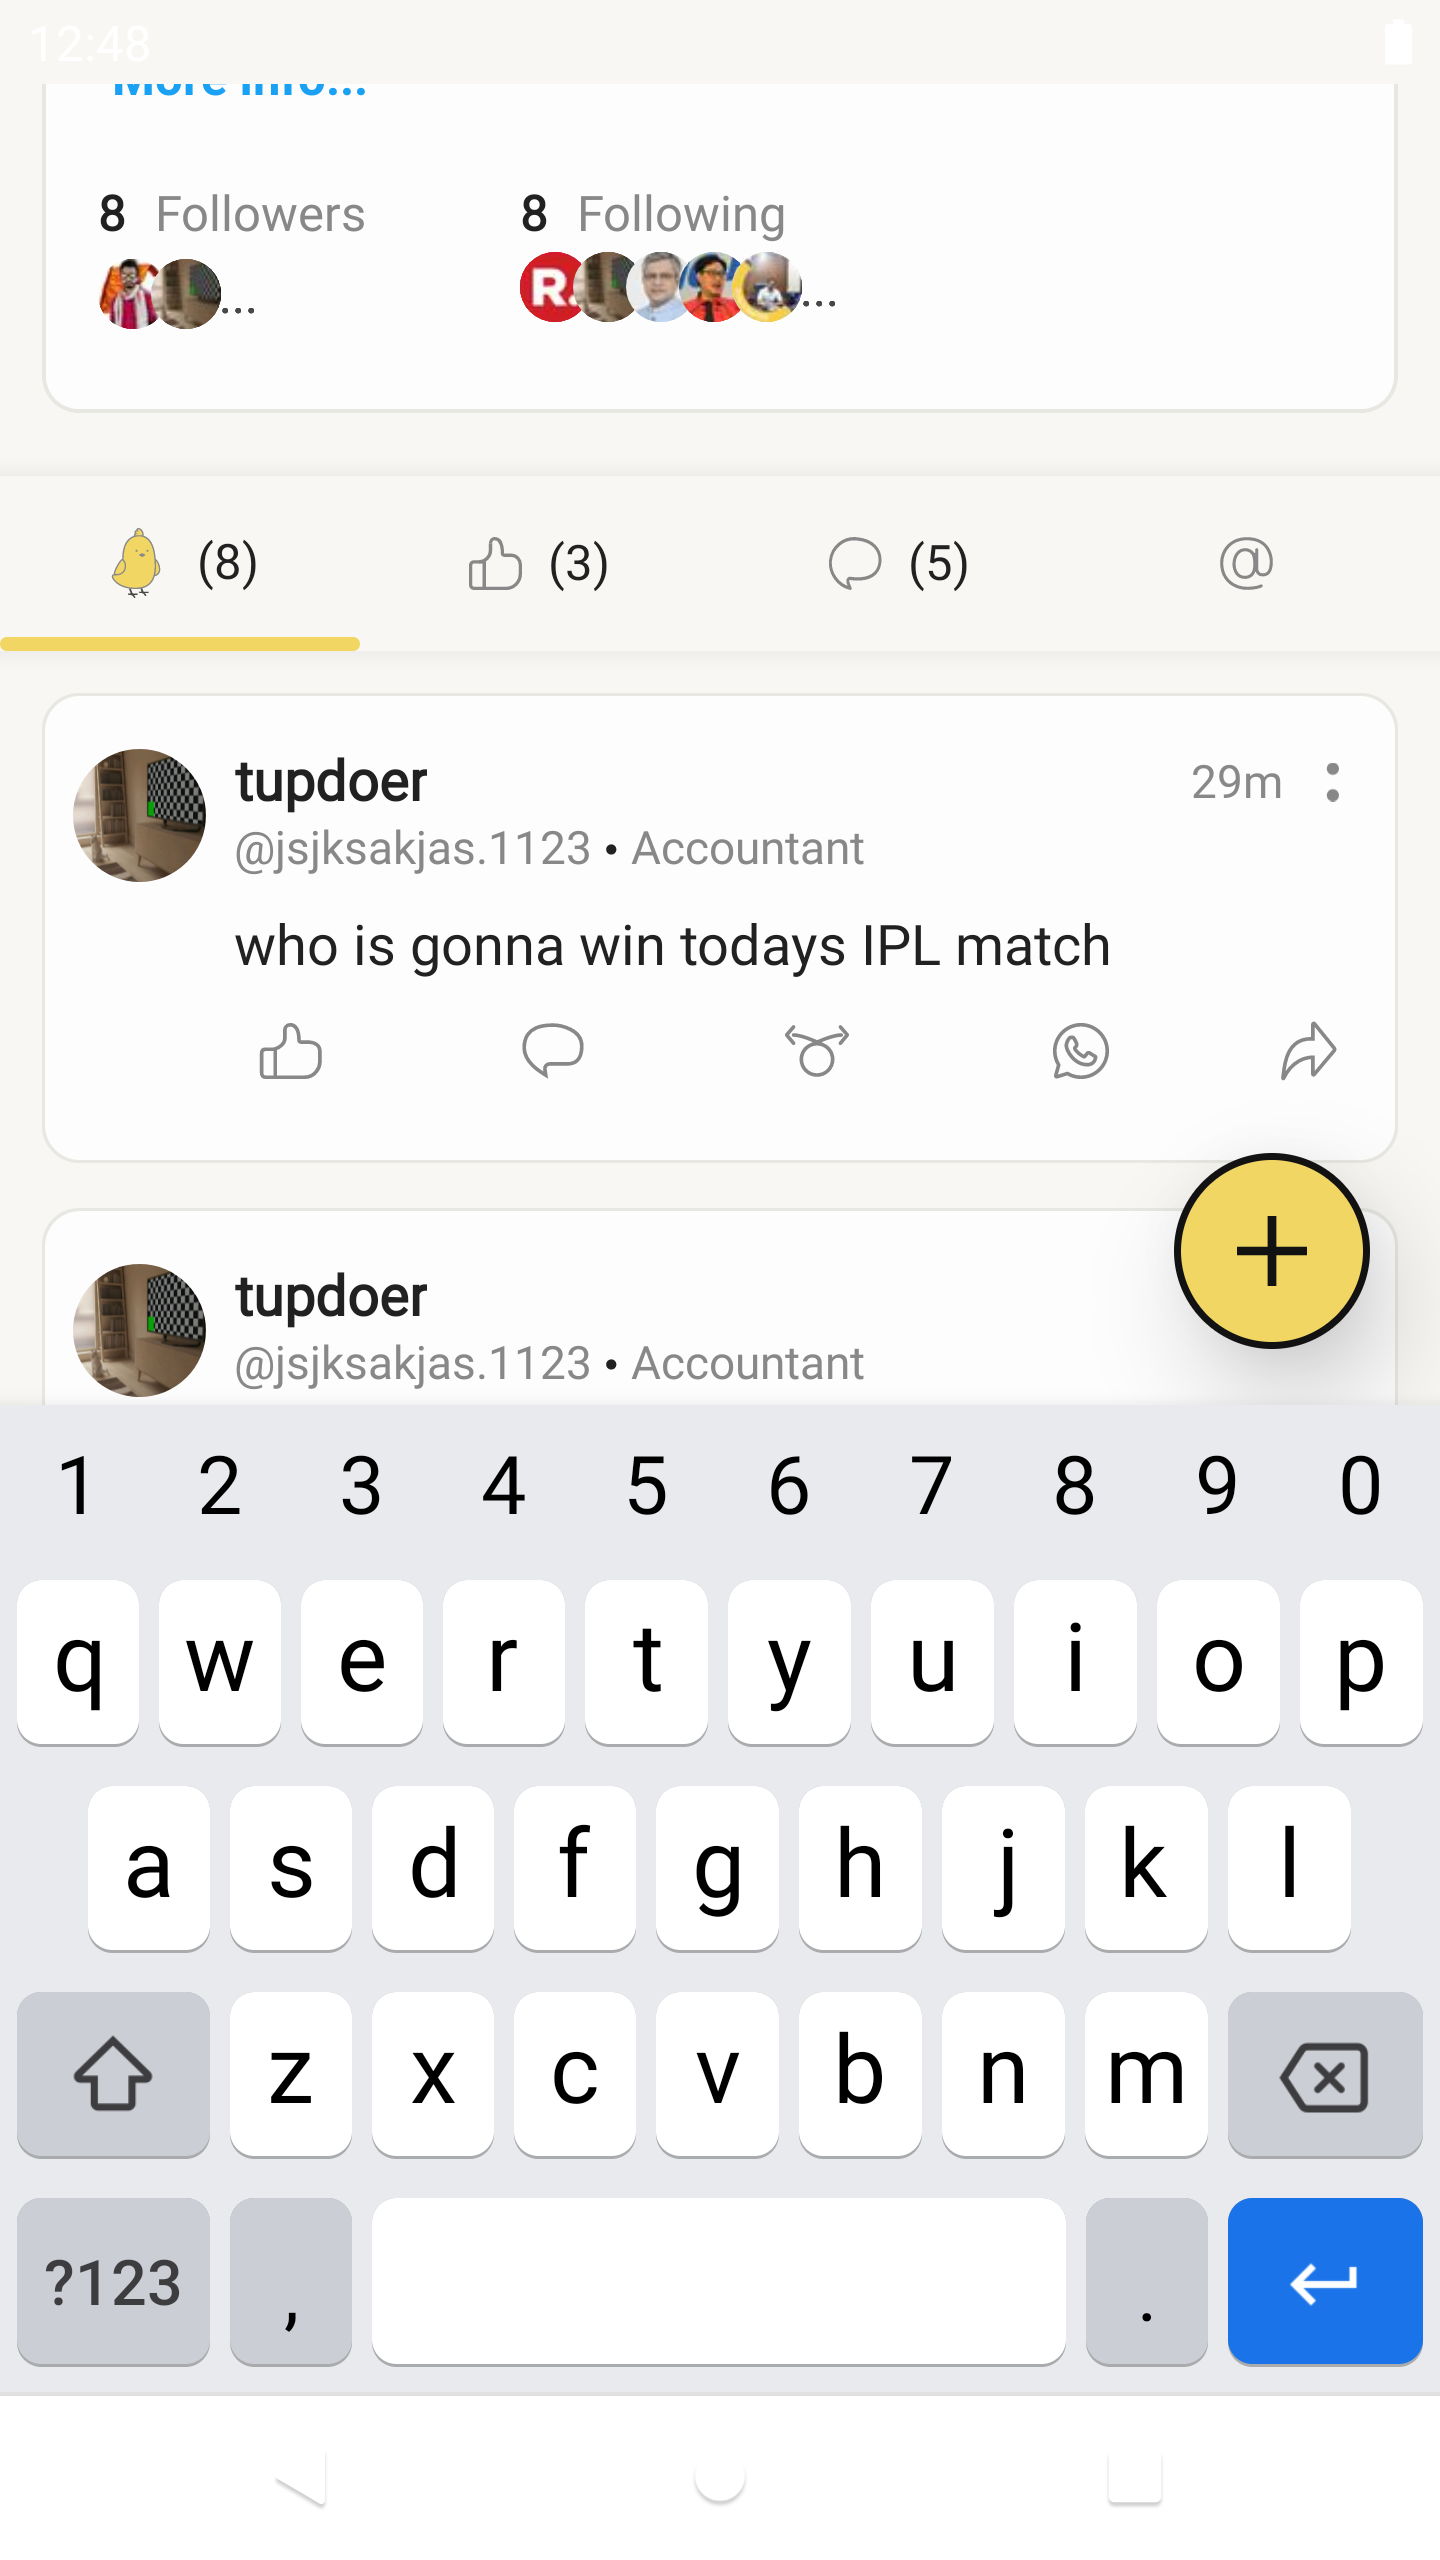 12:48
More info...
8 Followers 8 Following
R. ... ...
(8) (3) (5) @
tupdoer 29m
@jsjksakjas.1123 • Accountant
who is gonna win todays IPL match
tupdoer
@jsjksakjas.1123 • Accountant
1 2 3 4 5 6 7 8 9 0
q w e r t y u i o p
a s d f g h j k l
z x c v b n m
?123 , .